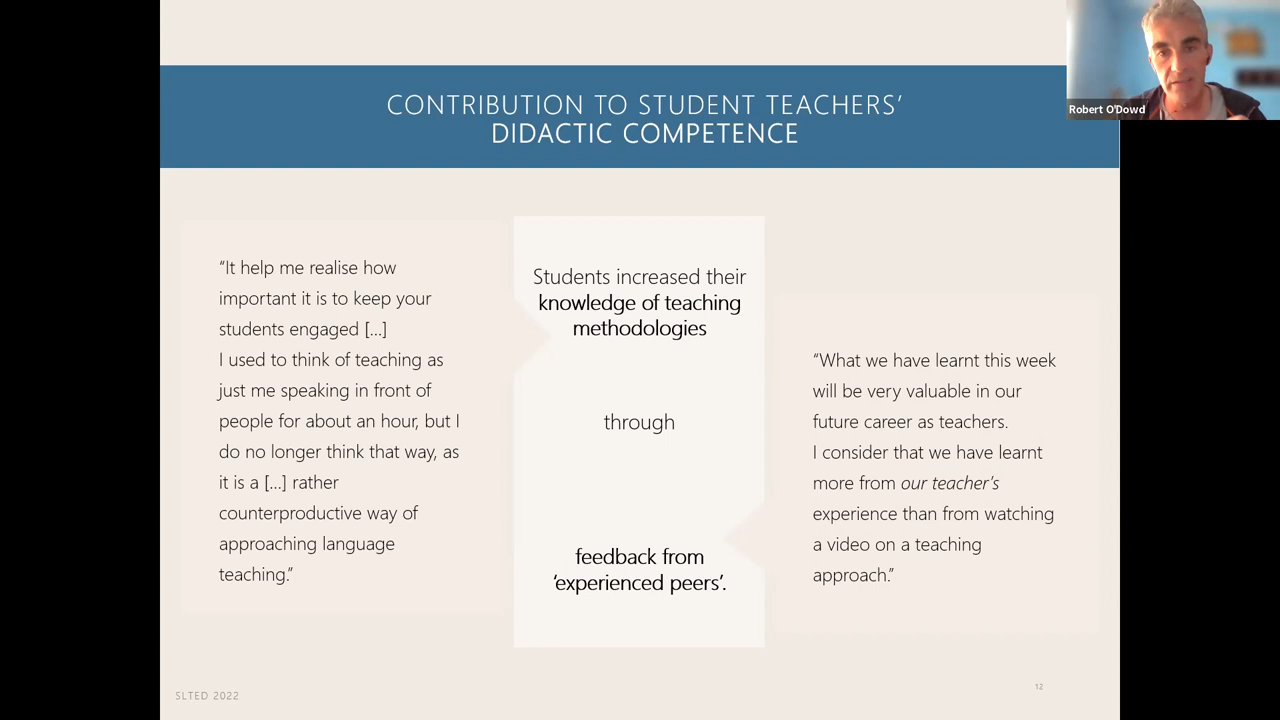 CONTRIBUTION TO STUDENT TEACHERS’
DIDACTIC COMPETENCE
Robert O'Dowd
“It help me realise how
important it is to keep your
students engaged [...]
I used to think of teaching as
just me speaking in front of
people for about an hour, but I
do no longer think that way, as
it is a [...] rather
counterproductive way of
approaching language
teaching.”
Students increased their
knowledge of teaching
methodologies
through
feedback from
‘experienced peers’.
“What we have learnt this week
will be very valuable in our
future career as teachers.
I consider that we have learnt
more from our teacher’s
experience than from watching
a video on a teaching
approach.”
SLTED 2022
12